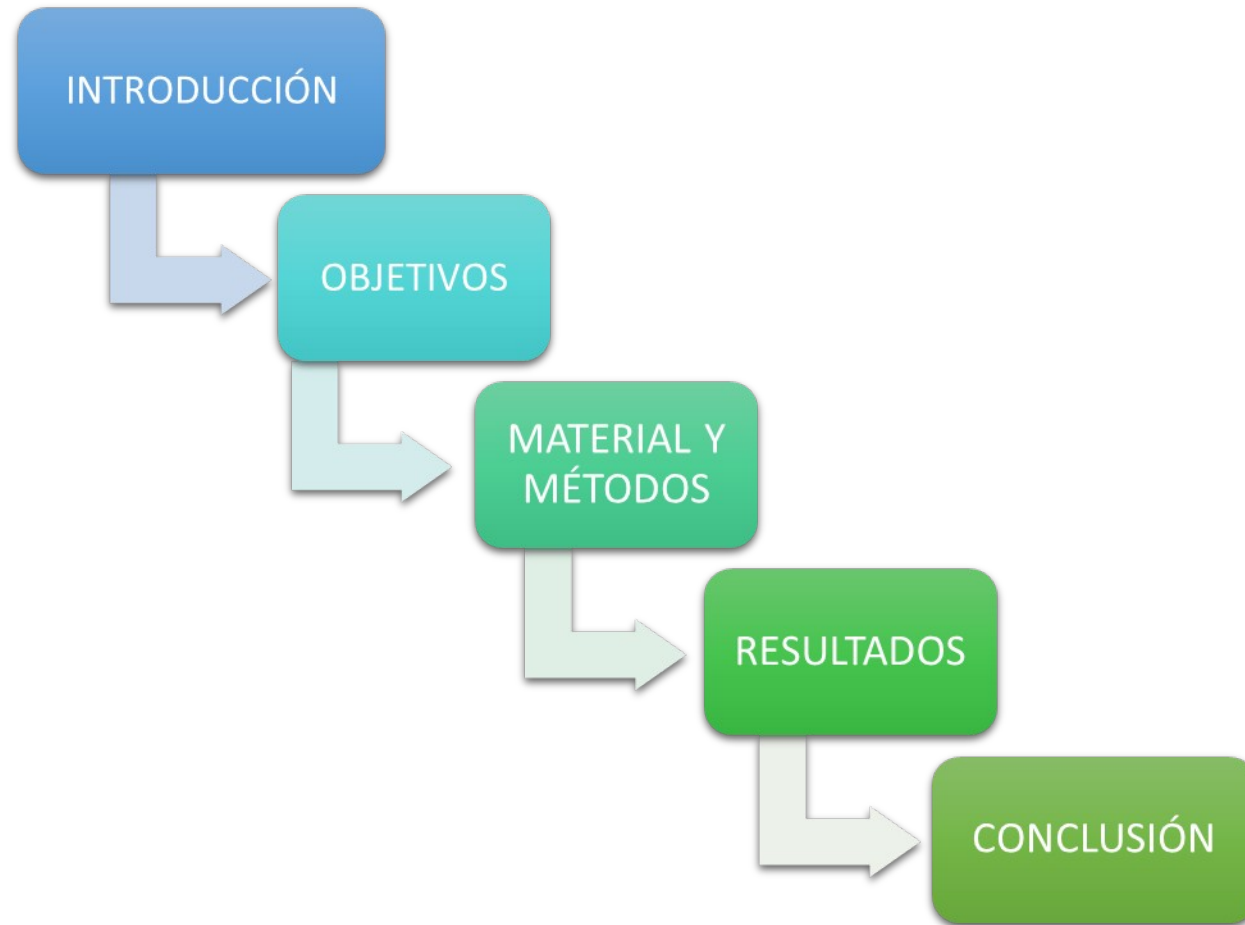 INTRODUCCIÓN
OBJETIVOS
MATERIAL Y
MÉTODOS
RESULTADOS
CONCLUSIÓN